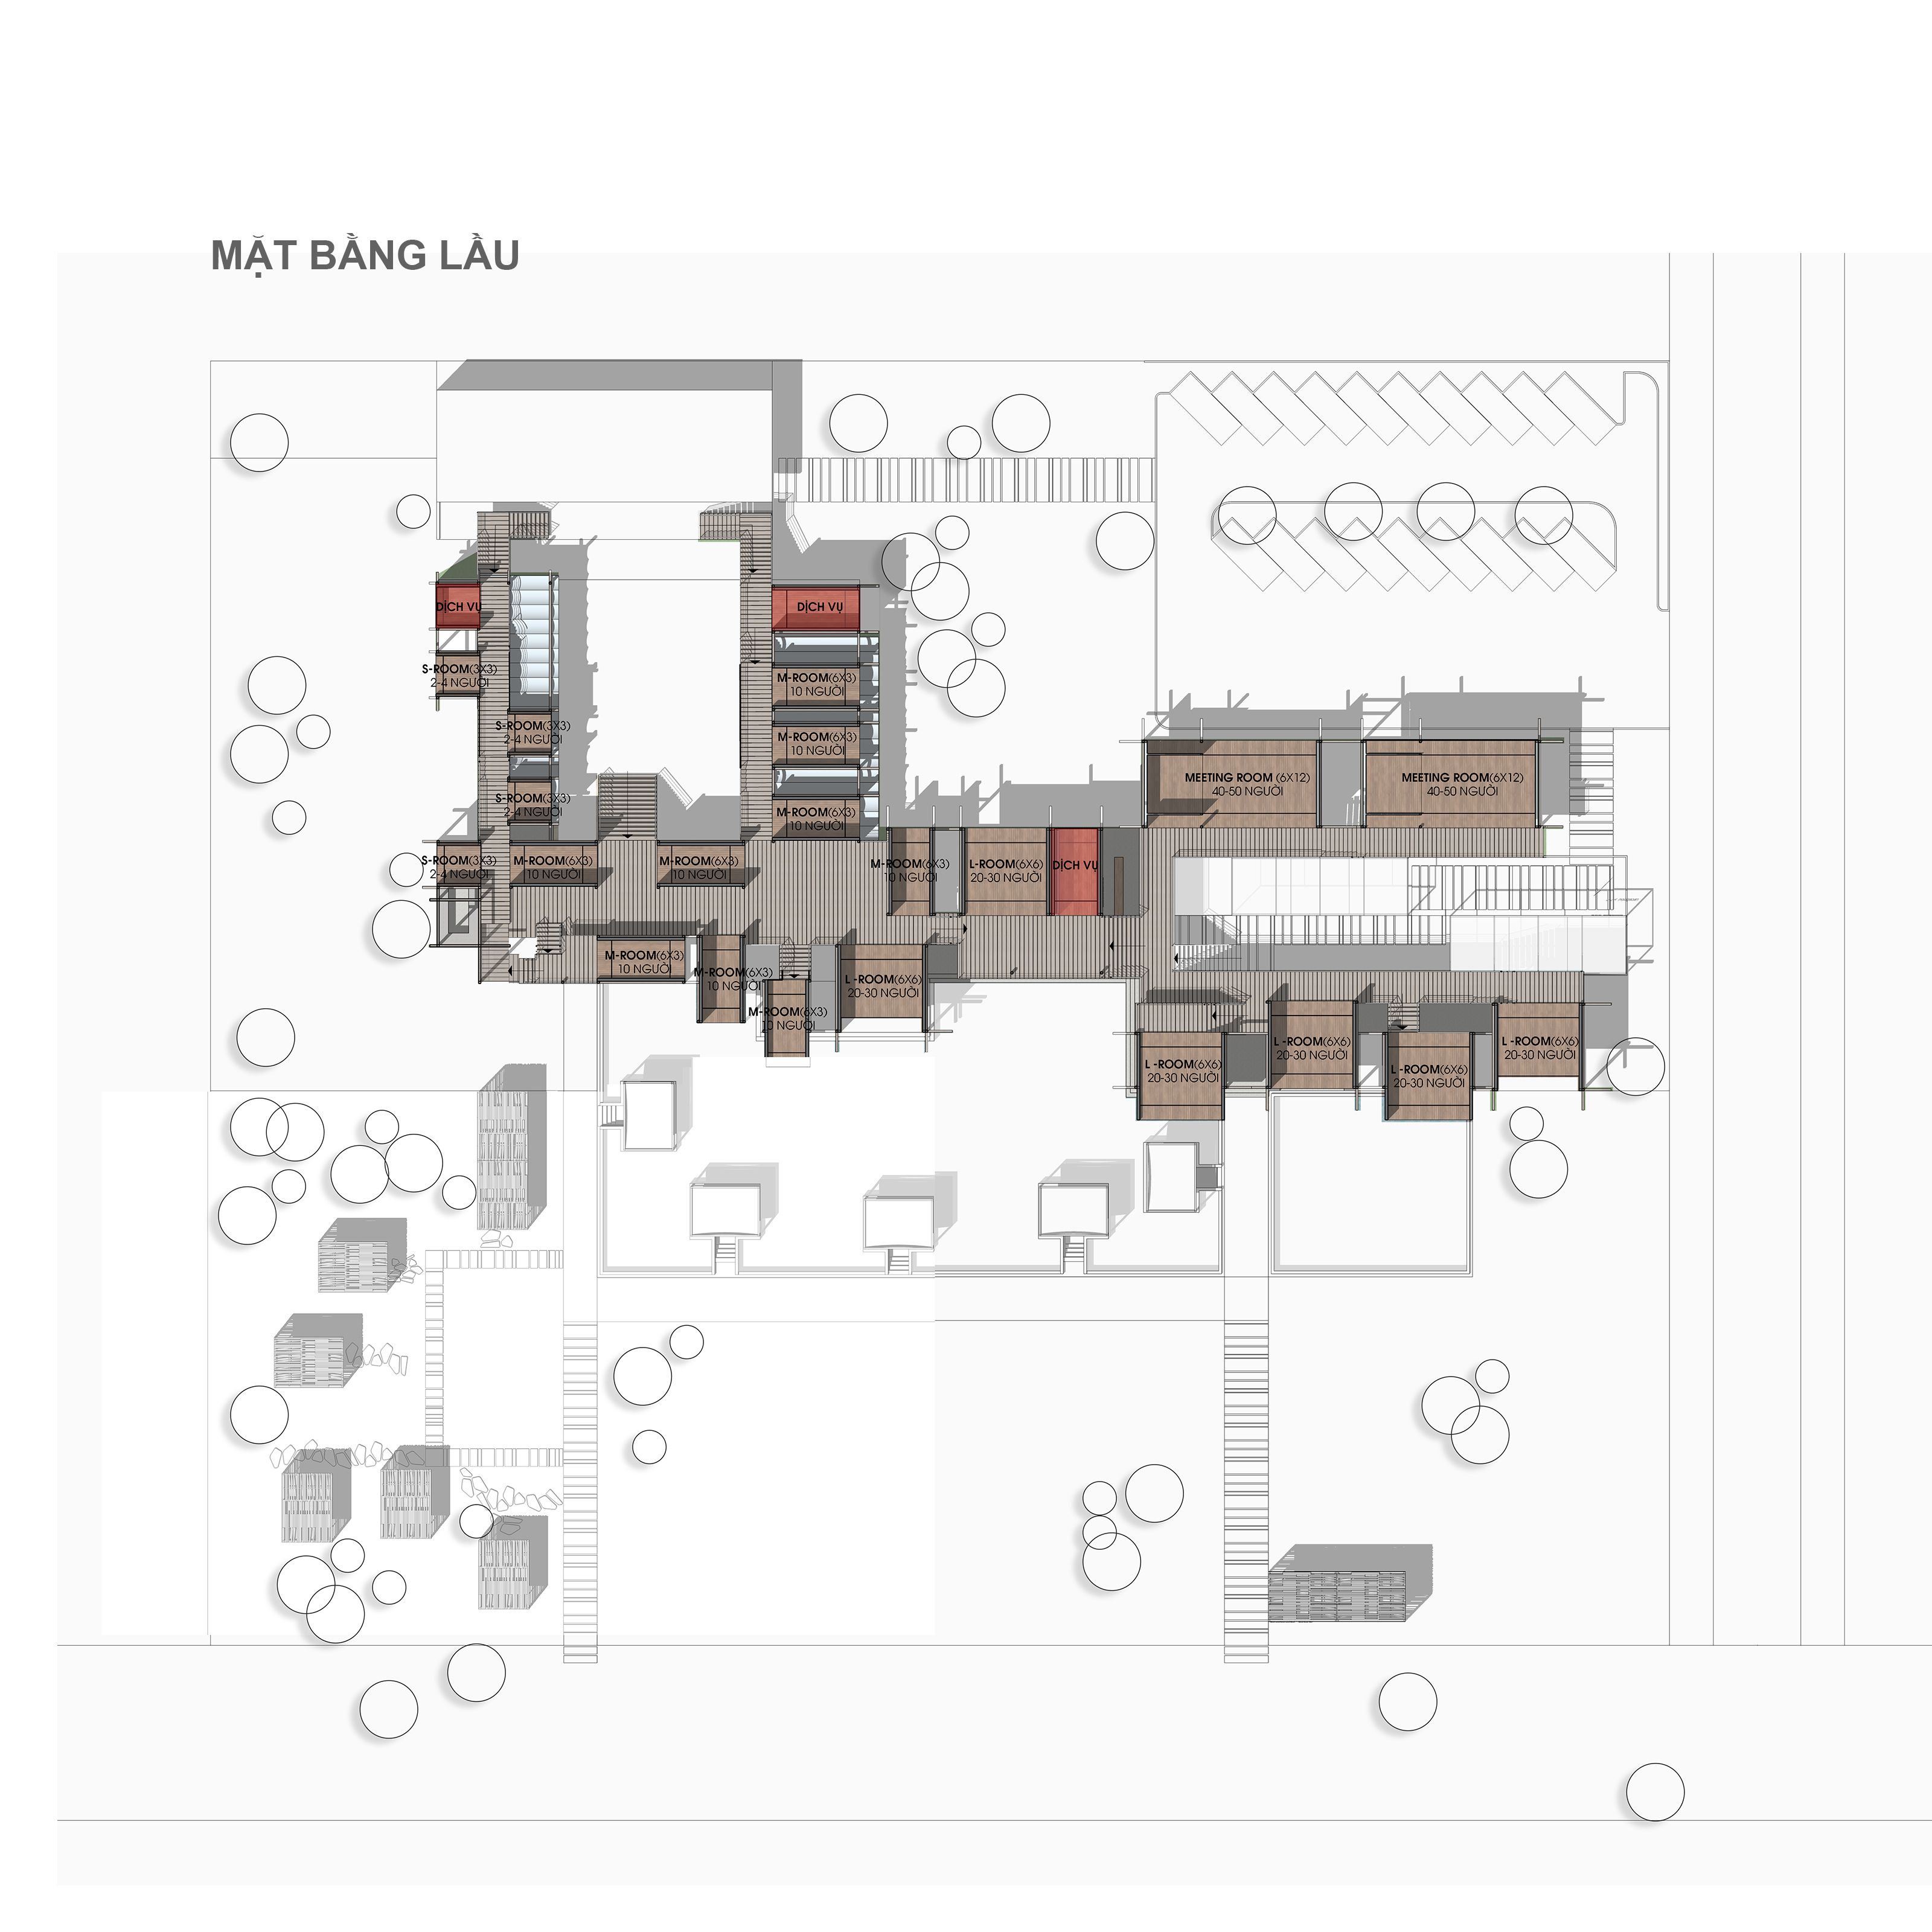 MẶT BẰNG LẦU
DỊCH VỤ
DỊCH VỤ
S-ROOM(3X3)
2-4 NGƯỜI
M-ROOM(6X3)
10 NGƯỜI
S-ROOM(3X3)
2-4 NGƯỜI
M-ROOM(6X3)
10 NGƯỜI
MEETING ROOM (6X12)
40-50 NGƯỜI
MEETING ROOM(6X12)
40-50 NGƯỜI
S-ROOM(3X3)
2-4 NGƯỜI
M-ROOM(6X3)
10 NGƯỜI
S-ROOM(3X3)
2-4 NGƯỜI
M-ROOM(6X3)
10 NGƯỜI
M-ROOM(6X3)
10 NGƯỜI
M-ROOM(6X3)
10 NGƯỜI
L-ROOM(6X6)
20-30 NGƯỜI
DỊCH VỤ
M-ROOM(6X3)
10 NGƯỜI
M-ROOM(6X3)
10 NGƯỜI
L -ROOM(6X6)
20-30 NGƯỜI
M-ROOM(6X3)
10 NGƯỜI
L -ROOM(6X6)
20-30 NGƯỜI
L -ROOM(6X6)
20-30 NGƯỜI
L -ROOM(6X6)
20-30 NGƯỜI
L -ROOM(6X6)
20-30 NGƯỜI